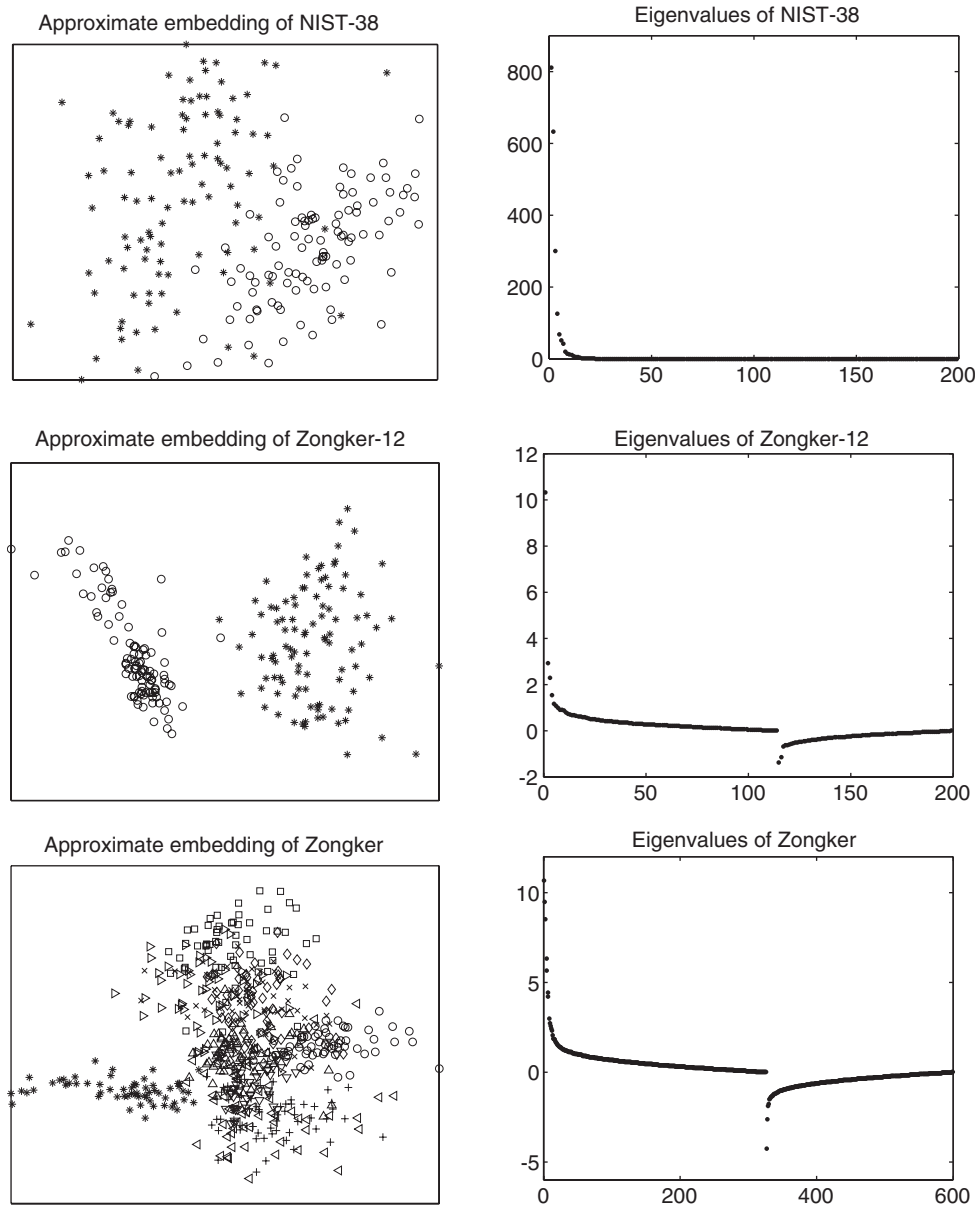 Approximate embedding of NIST-38
Eigenvalues of NIST-38
800
600
400
200
0
0 50 100 150 200
Approximate embedding of Zongker-12
Eigenvalues of Zongker-12
12
10
8
6
4
2
0
-2
0 50 100 150 200
Approximate embedding of Zongker
Eigenvalues of Zongker
10
5
0
-5
0 200 400 600